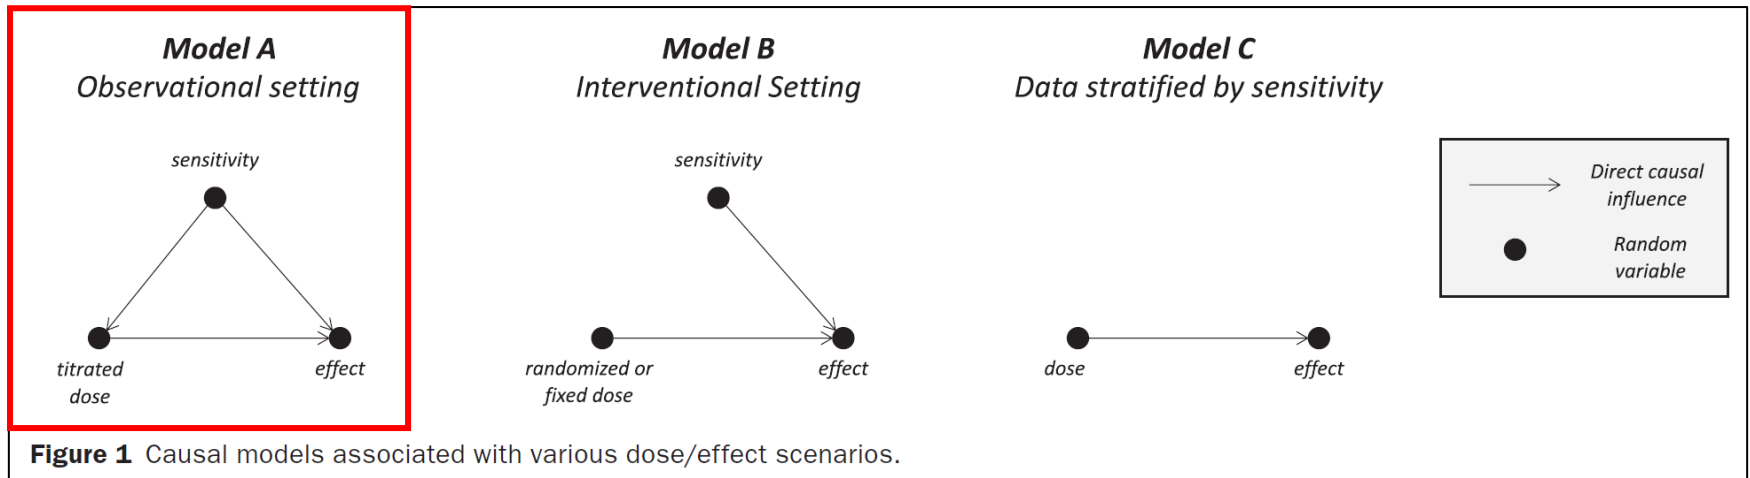 Model A
Observational setting
sensitivity
titrated
dose
effect
Model B
Interventional Setting
sensitivity
randomized or
fixed dose
effect
Model C
Data stratified by sensitivity
dose
effect
Direct causal
influence
Random
variable
Figure 1 Causal models associated with various dose/effect scenarios.